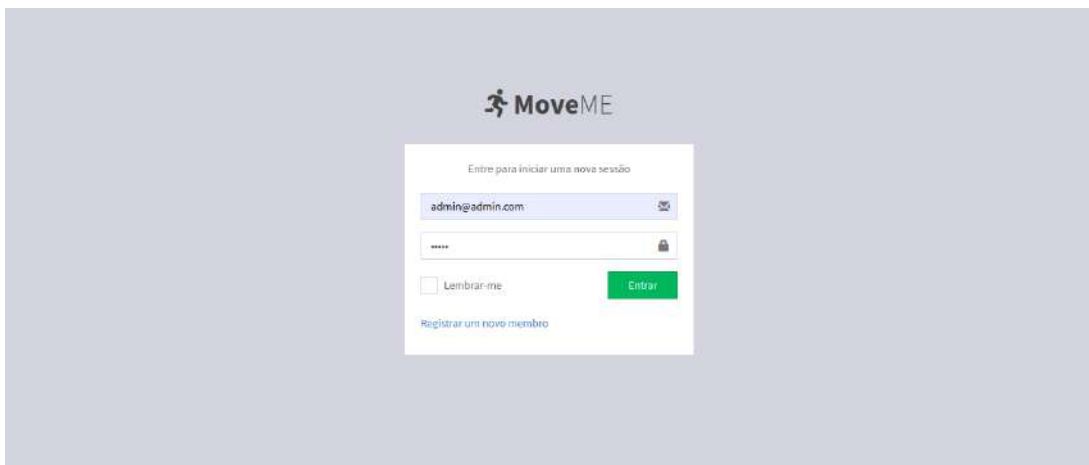 MoveME
Entre para iniciar uma nova sessão
admin@admin.com
•••••
Lembrar-me
Entrar
Registrar um novo membro